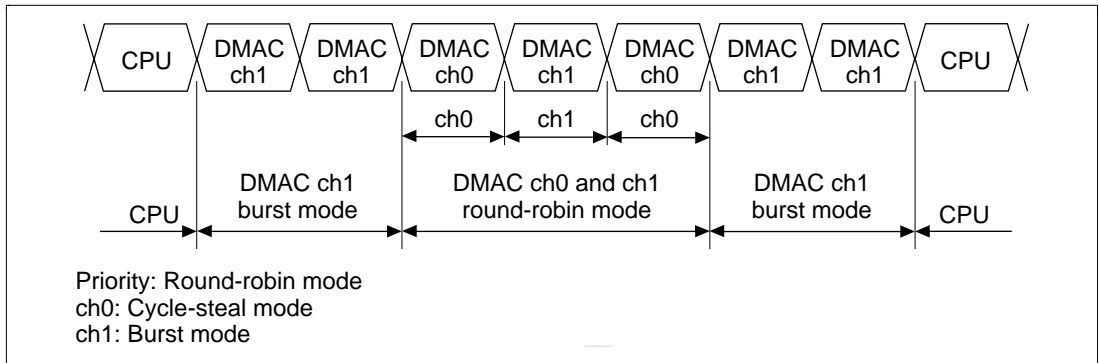 CPU DMAC DMAC DMAC DMAC DMAC DMAC DMAC CPU
ch1 ch1 ch0 ch1 ch0 ch1 ch1
ch0 ch1 ch0
DMAC ch1 DMAC ch0 and ch1 DMAC ch1
burst mode round-robin mode burst mode
CPU CPU
Priority: Round-robin mode
ch0: Cycle-steal mode
ch1: Burst mode